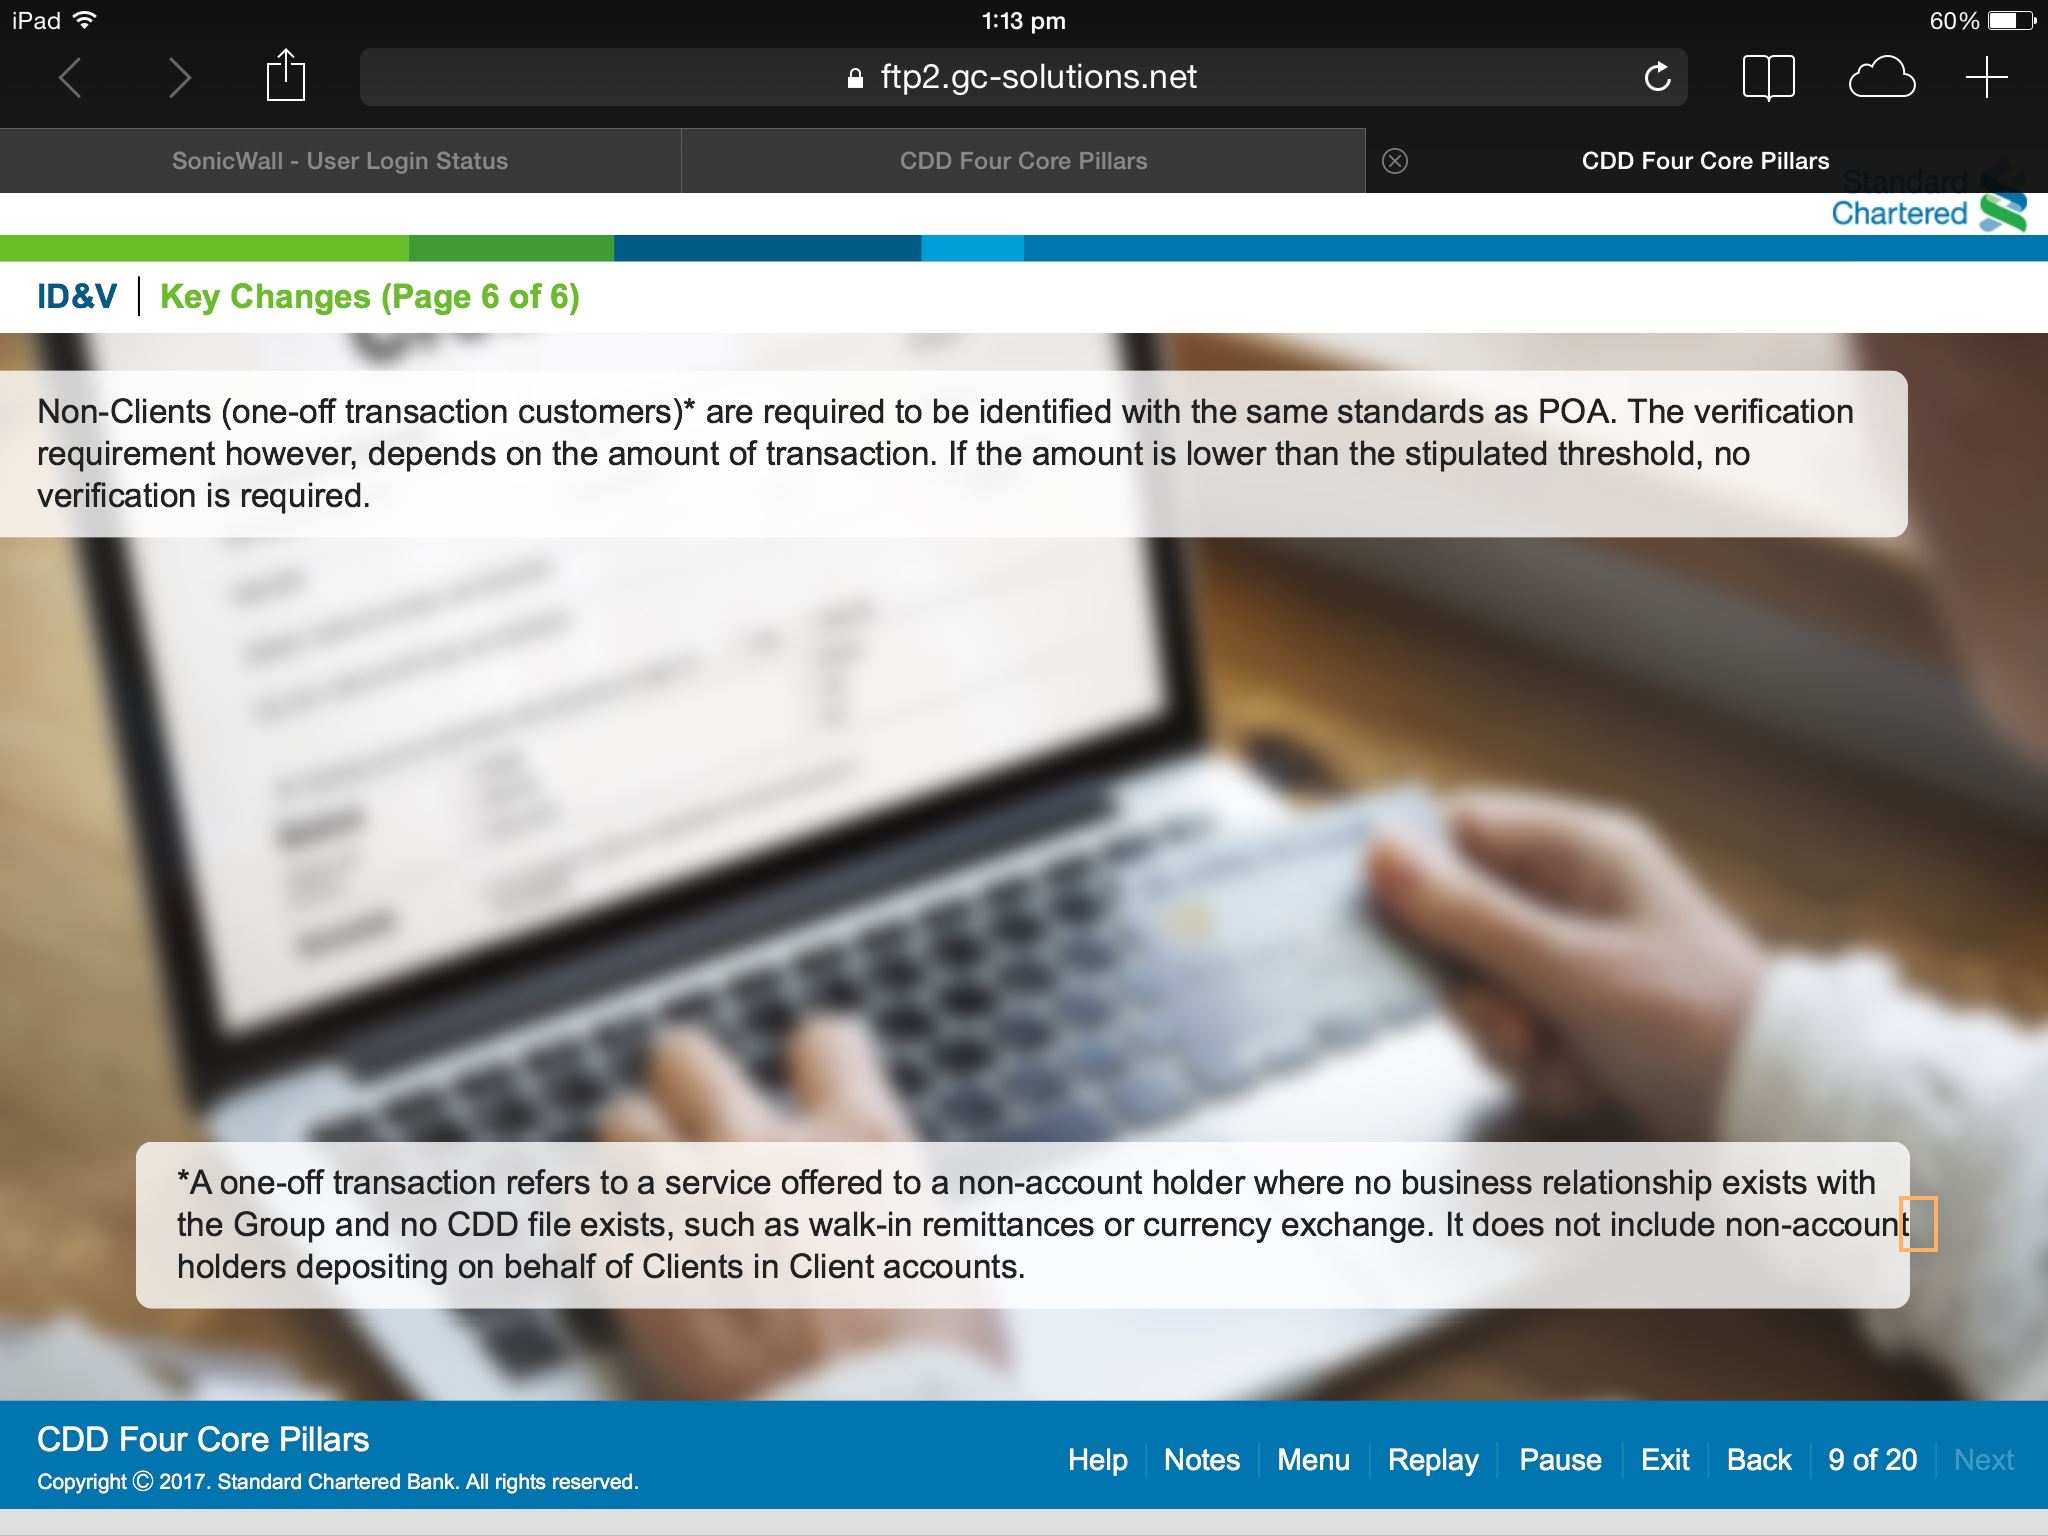 iPad
1:13 pm
60%
ftp2.gc-solutions.net
SonicWall - User Login Status
CDD Four Core Pillars
CDD Four Core Pillars
Standard
Chartered
ID&V | Key Changes (Page 6 of 6)
Non-Clients (one-off transaction customers)* are required to be identified with the same standards as POA. The verification
requirement however, depends on the amount of transaction. If the amount is lower than the stipulated threshold, no
verification is required.
*A one-off transaction refers to a service offered to a non-account holder where no business relationship exists with
the Group and no CDD file exists, such as walk-in remittances or currency exchange. It does not include non-account
holders depositing on behalf of Clients in Client accounts.
CDD Four Core Pillars
Copyright © 2017. Standard Chartered Bank. All rights reserved.
Help Notes Menu Replay Pause Exit Back 9 of 20 Next